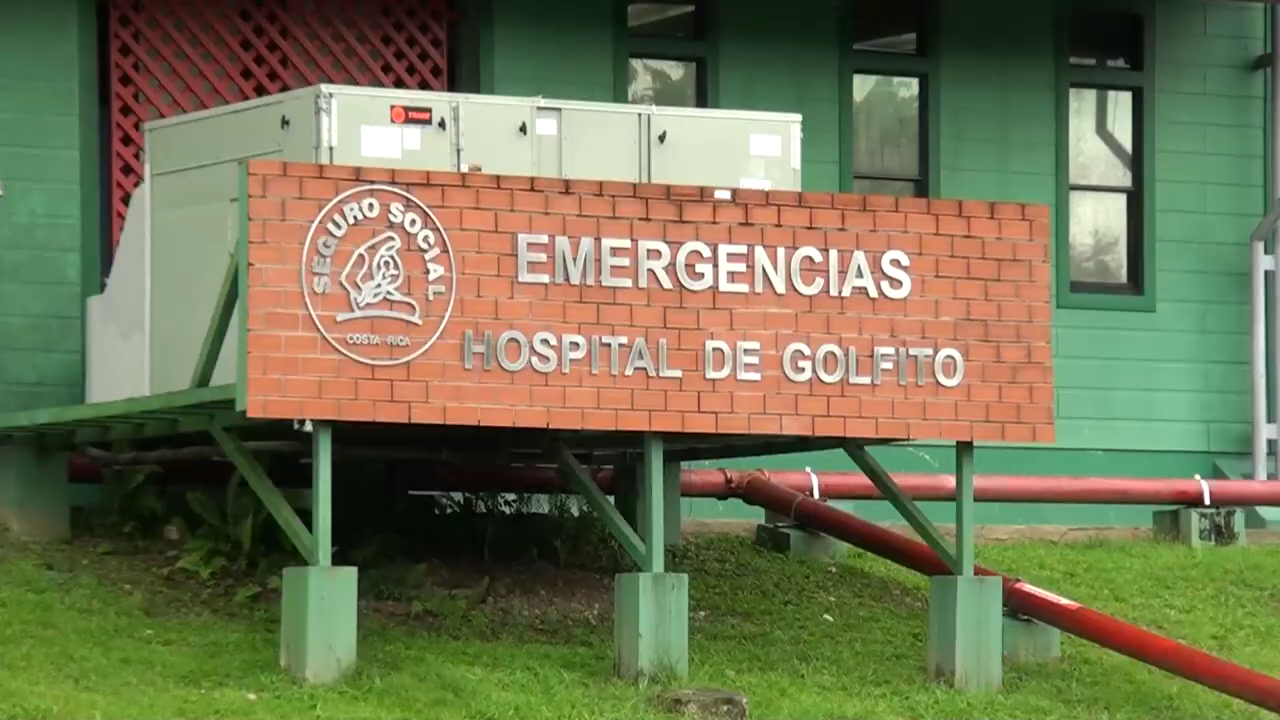 SEGURO SOCIAL
COSTA RICA
EMERGENCIAS
HOSPITAL DE GOLFITO